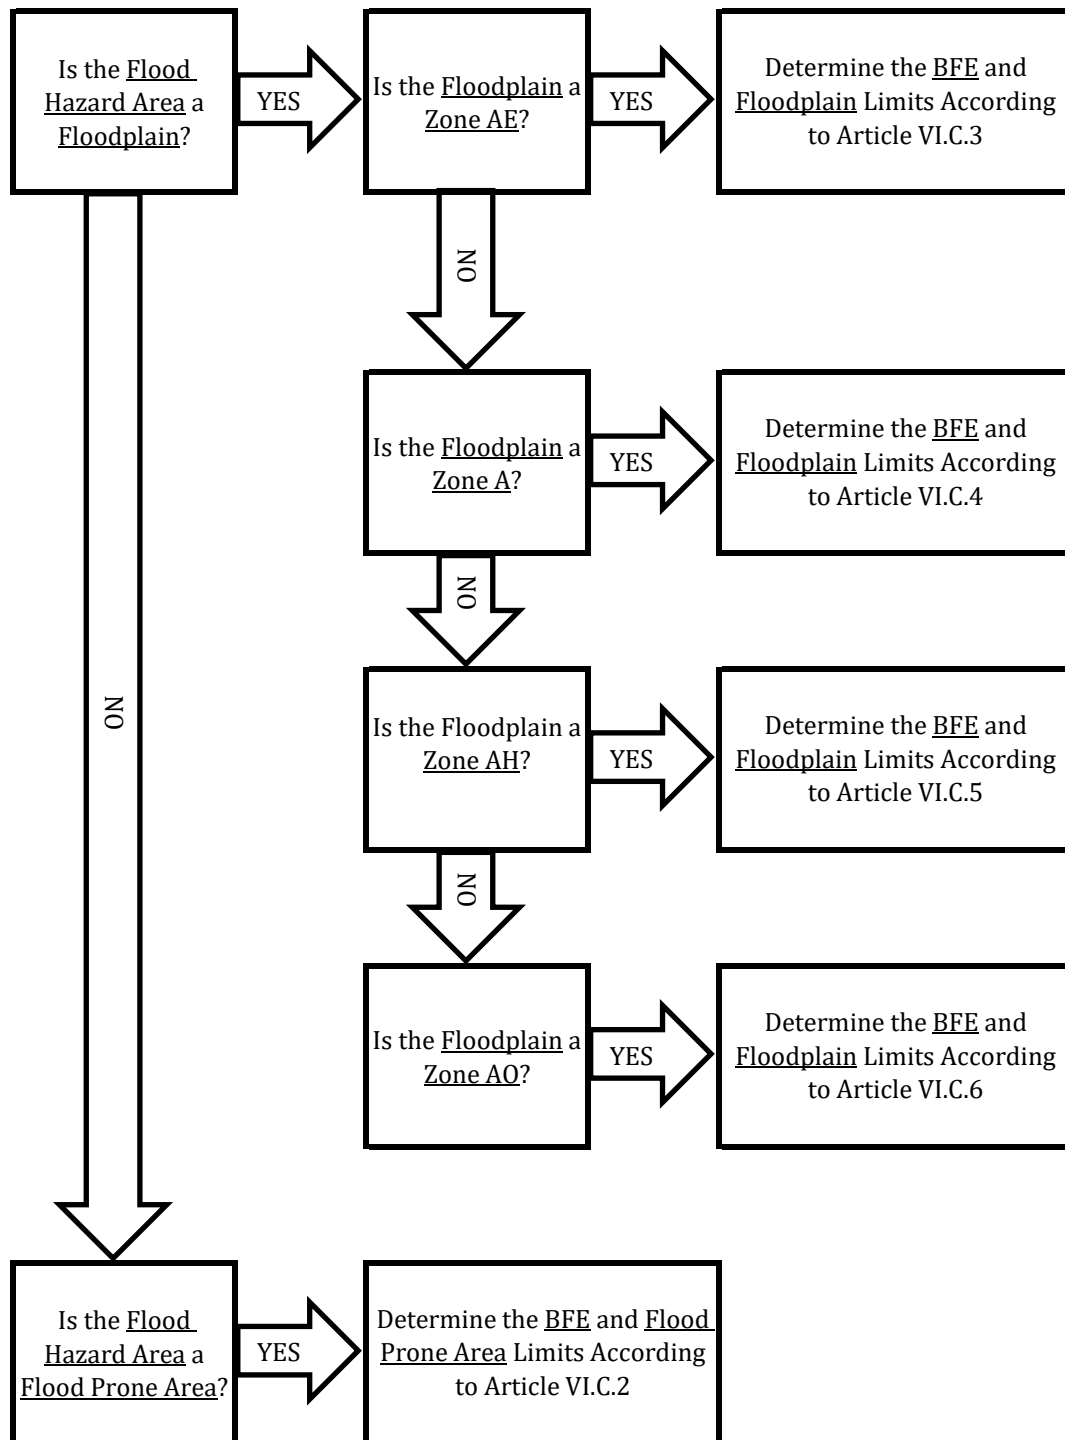 Is the Flood
Hazard Area a
Floodplain?
YES
Is the Floodplain a
Zone AE?
YES
Determine the BFE and
Floodplain Limits According
to Article VI.C.3
NO
Is the Floodplain a
Zone A?
YES
Determine the BFE and
Floodplain Limits According
to Article VI.C.4
NO
NO
Is the Floodplain a
Zone AH?
YES
Determine the BFE and
Floodplain Limits According
to Article VI.C.5
NO
Is the Floodplain a
Zone AO?
YES
Determine the BFE and
Floodplain Limits According
to Article VI.C.6
Is the Flood
Hazard Area a
Flood Prone Area?
YES
Determine the BFE and Flood
Prone Area Limits According
to Article VI.C.2